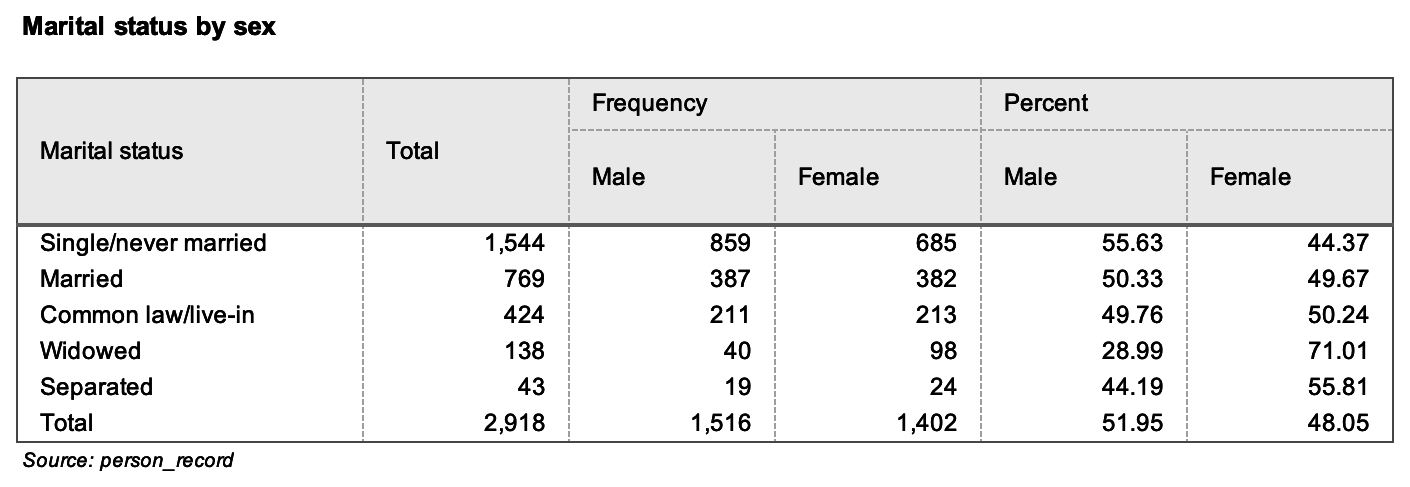 Marital status by sex
Frequency Percent
Marital status Total
Male Female Male Female
Single/never married 1,544 859 685 55.63 44.37
Married 769 387 382 50.33 49.67
Common law/live-in 424 211 213 49.76 50.24
Widowed 138 40 98 28.99 71.01
Separated 43 19 24 44.19 55.81
Total 2,918 1,516 1,402 51.95 48.05
Source: person_record